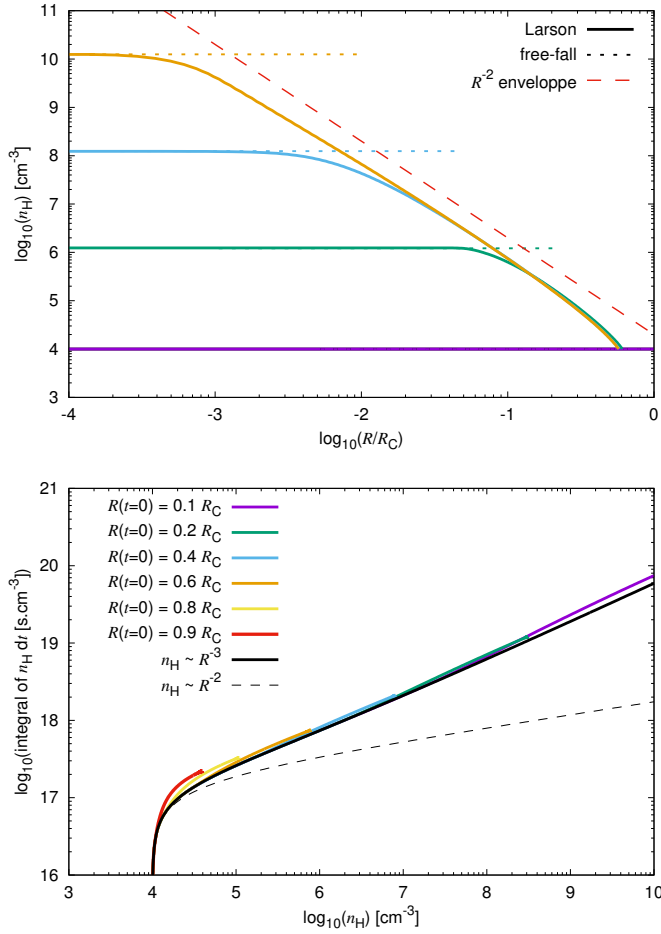 11
10
9
8
7
6
5
4
3
log10(nH) [cm-3]
Larson
free-fall
R-2 enveloppe
-4 -3 -2 -1 0
log10(R/RC)
21
20
19
18
17
16
log10(integral of nH dt) [s.cm-3])
R(t=0) = 0.1 RC
R(t=0) = 0.2 RC
R(t=0) = 0.4 RC
R(t=0) = 0.6 RC
R(t=0) = 0.8 RC
R(t=0) = 0.9 RC
nH ~ R-3
nH ~ R-2
3 4 5 6 7 8 9 10
log10(nH) [cm-3]